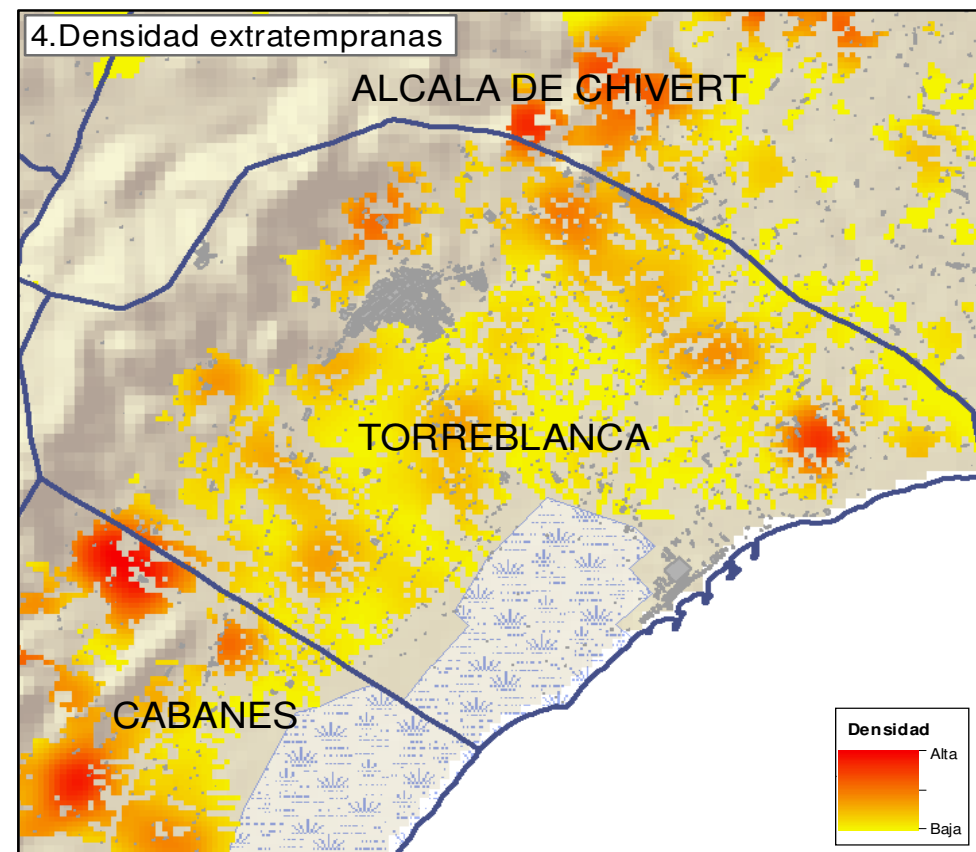 4.Densidad extratempranas
ALCALA DE CHIVERT
TORREBLANCA
CABANES
Densidad
Alta
Baja